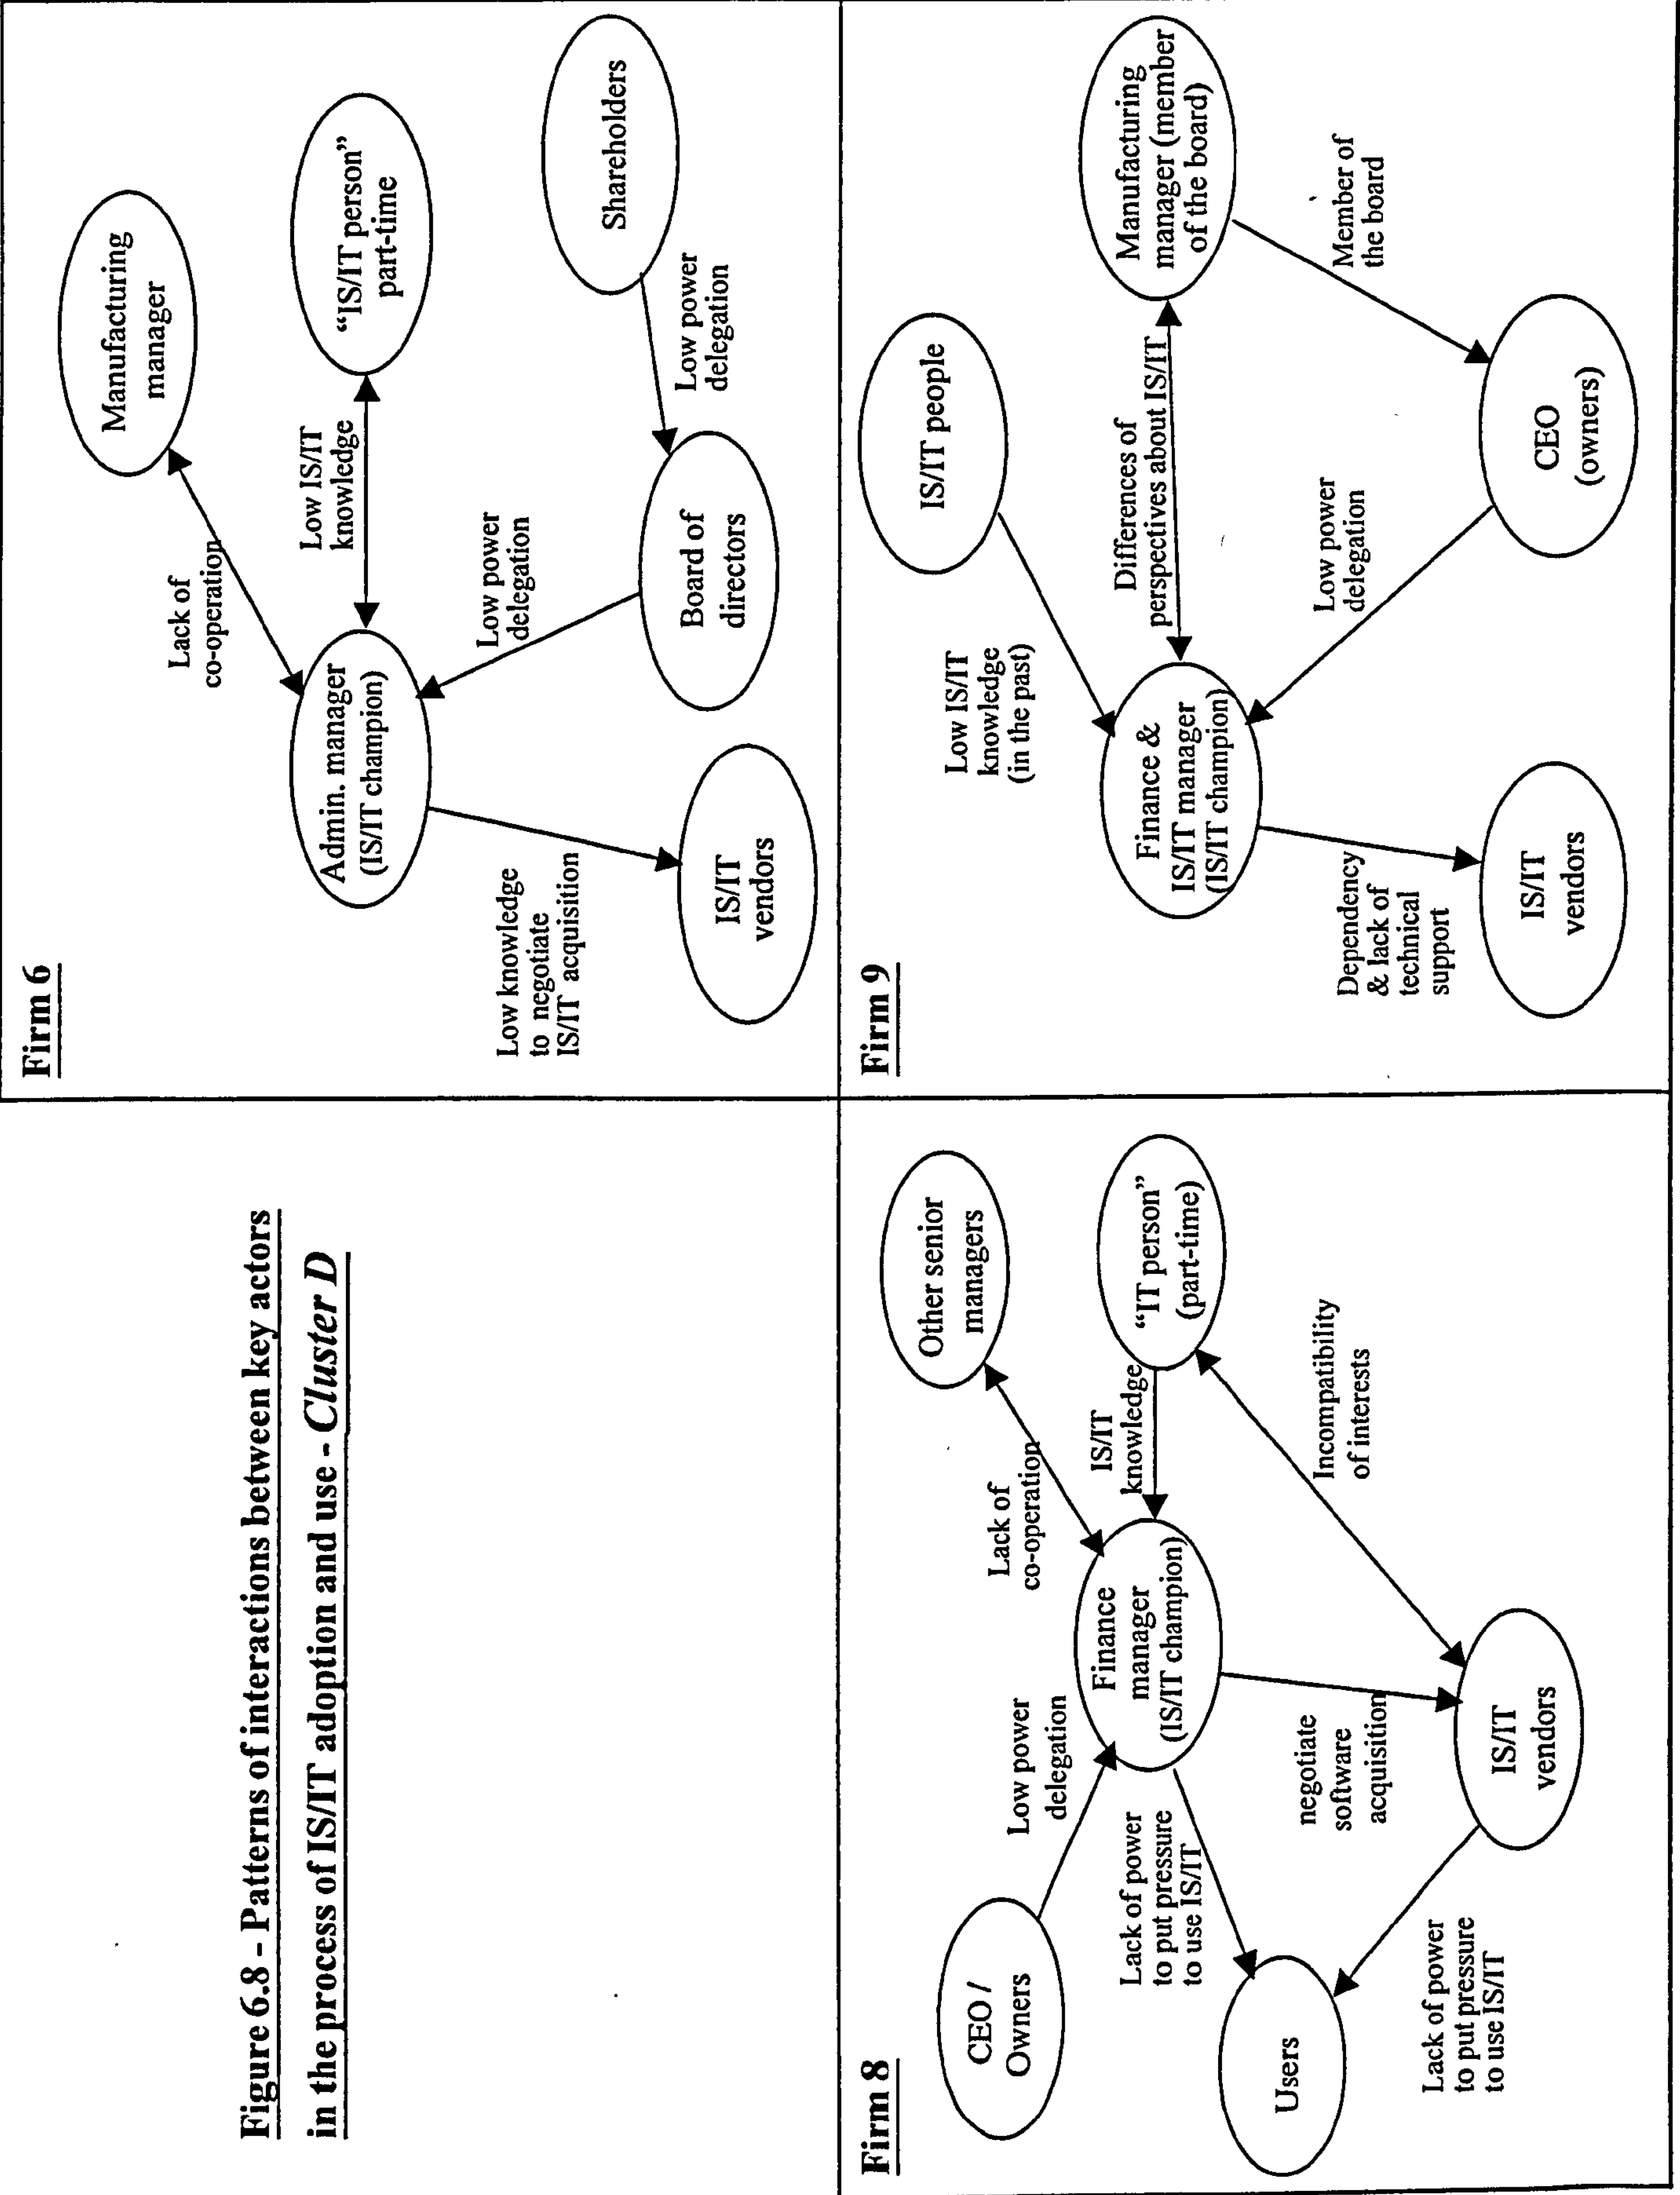 Figure 6.8 - Patterns of interactions between key actors
in the process of IS/IT adoption and use - Cluster D
Firm 6
Manufacturing
manager
Lack of
co-operation
Admin. manager
(IS/IT champion)
Low IS/IT
knowledge
“IS/IT person”
part-time
Low knowledge
to negotiate
IS/IT acquisition
Low power
delegation
Low power
delegation
Shareholders
IS/IT
vendors
Board of
directors
Firm 8
Other senior
managers
CEO /
Owners
Low power
delegation
Lack of
co-operation
Finance
manager
(IS/IT champion)
IS/IT
knowledge
“IT person”
(part-time)
Lack of power
to put pressure
to use IS/IT
negotiate
software
acquisition
Incompatibility
of interests
Users
Lack of power
to put pressure
to use IS/IT
IS/IT
vendors
Firm 9
IS/IT people
Low IS/IT
knowledge
(in the past)
Finance &
IS/IT manager
(IS/IT champion)
Differences of
perspectives about IS/IT
Manufacturing
manager (member
of the board)
Dependency
& lack of
technical
support
Low power
delegation
Member of
the board
IS/IT
vendors
CEO
(owners)